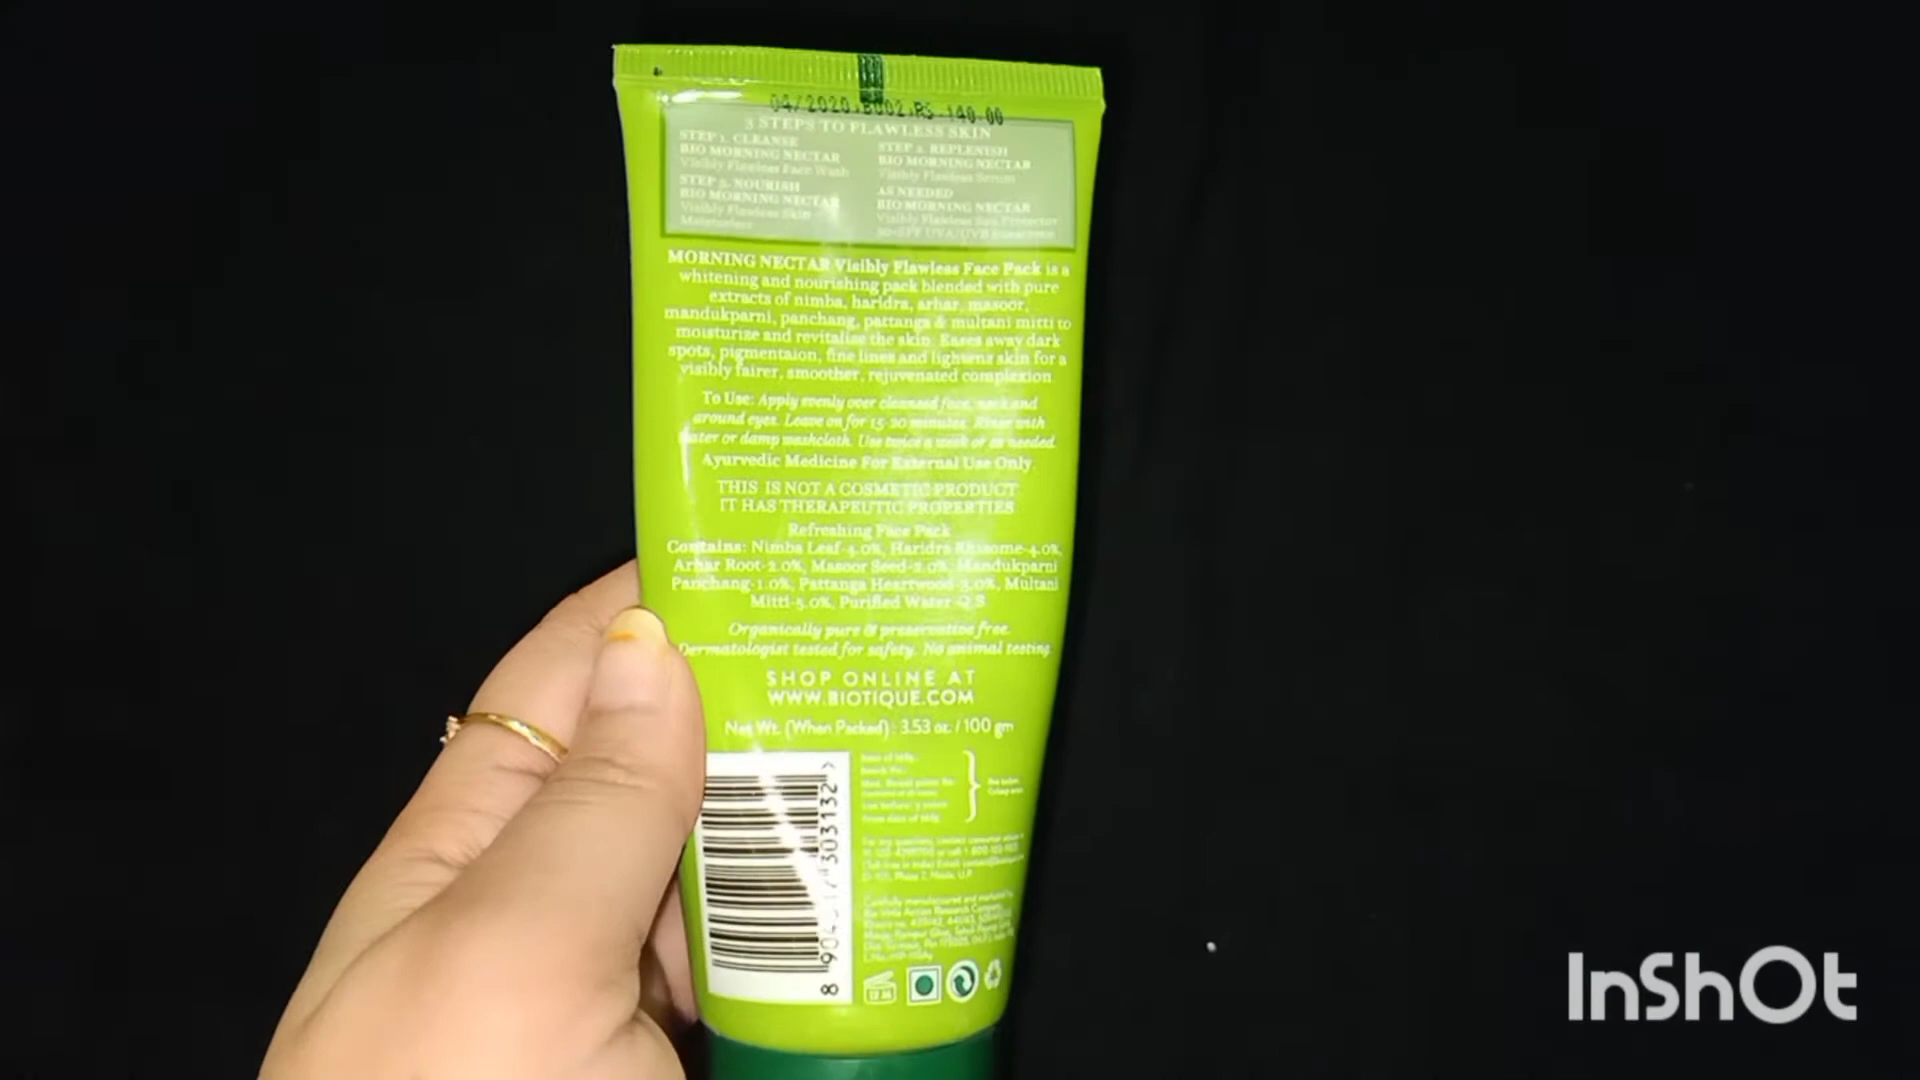 04/2020,B002,RS.140.00
3 STEPS TO FLAWLESS SKIN
STEP 1. CLEANSE
BIO MORNING NECTAR
Visibly Flawless Face Wash
STEP 2. REPLENISH
BIO MORNING NECTAR
Visibly Flawless Serum
STEP 3. NOURISH
BIO MORNING NECTAR
Visibly Flawless Skin
Moisturizer
AS NEEDED
BIO MORNING NECTAR
Visibly Flawless Sun Protector
MORNING NECTAR Visibly Flawless Face Pack is a
whitening and nourishing pack blended with pure
extracts of nimba, haridra, arhar, masoor,
mandukparni, panchang, pattanga & multani mitti to
moisturize and revitalise the skin. Eases away dark
spots, pigmentaion, fine lines and lightens skin for a
visibly fairer, smoother, rejuvenated complexion.
To Use: Apply evenly over cleansed face, neck and
around eyes. Leave on for 15-20 minutes. Rinse with
water or damp washcloth. Use twice a week or as needed.
Ayurvedic Medicine For External Use Only.
THIS IS NOT A COSMETIC PRODUCT
IT HAS THERAPEUTIC PROPERTIES
Refreshing Face Pack
Contains: Nimba Leaf-4.0%, Haridra Rhizome-4.0%,
Arhar Root-2.0%, Masoor Seed-2.0%, Mandukparni
Panchang-1.0%, Pattanga Heartwood-3.0%, Multani
Mitti-5.0%, Purified Water-Q S
Organically pure & preservative free.
Dermatologist tested for safety. No animal testing.
SHOP ONLINE AT
WWW.BIOTIQUE.COM
Net Wt. (When Packed) : 3.53 oz. / 100 gm
InShOt